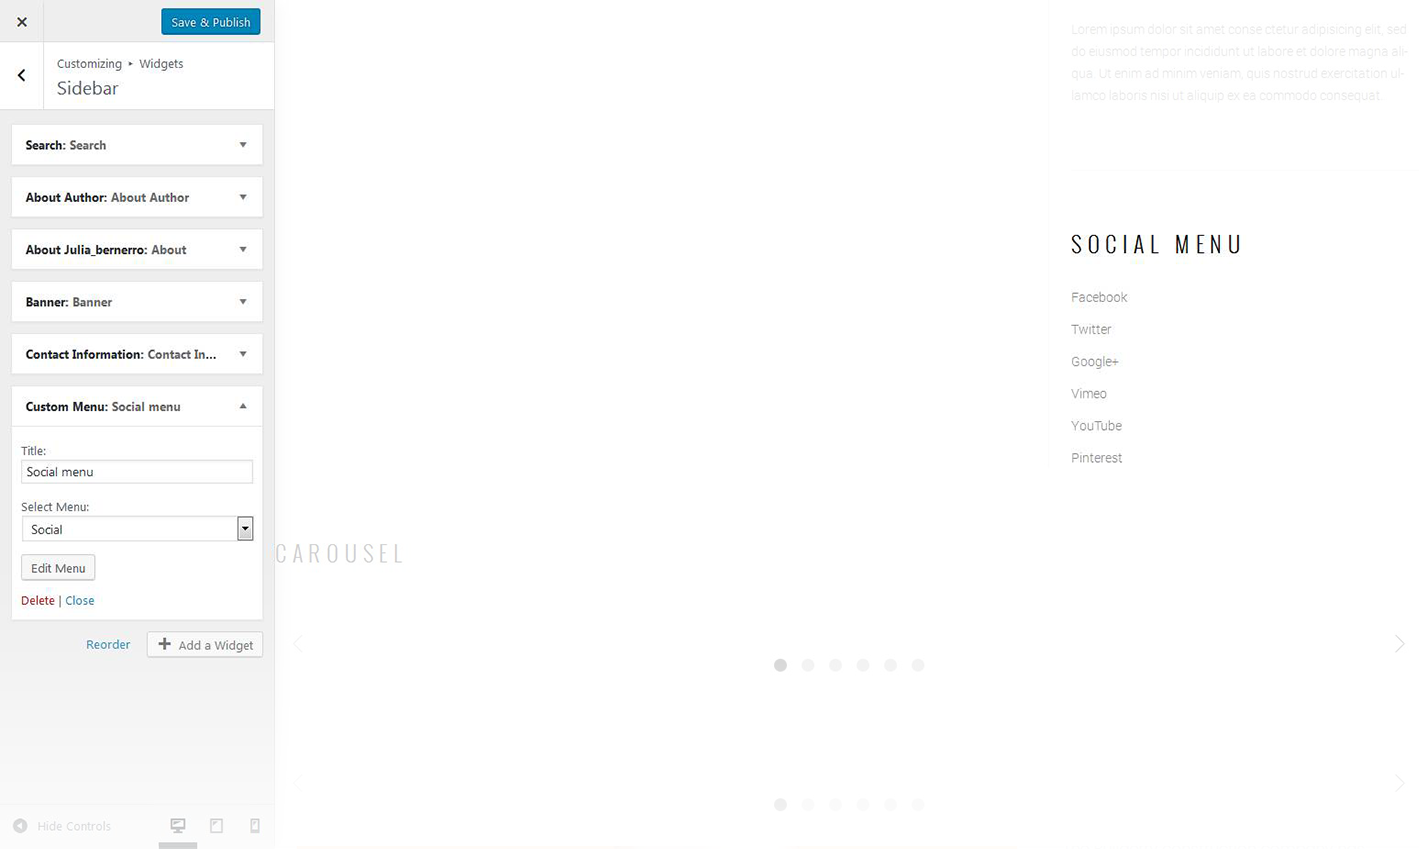 Save & Publish
Customizing ▸ Widgets
Sidebar
Search: Search
About Author: About Author
About Julia_bernerro: About
Banner: Banner
Contact Information: Contact In...
Custom Menu: Social menu
Title:
Social menu
Select Menu:
Social
Edit Menu
Delete | Close
Reorder
Add a Widget
Hide Controls
Lorem ipsum dolor sit amet conse ctetur adipisicing elit, sed
do eiusmod tempor incididunt ut labore et dolore magna ali-
qua. Ut enim ad minim veniam, quis nostrud exercitation ul-
lamco laboris nisi ut aliquip ex ea commodo consequat.
SOCIAL MENU
Facebook
Twitter
Google+
Vimeo
YouTube
Pinterest
CAROUSEL